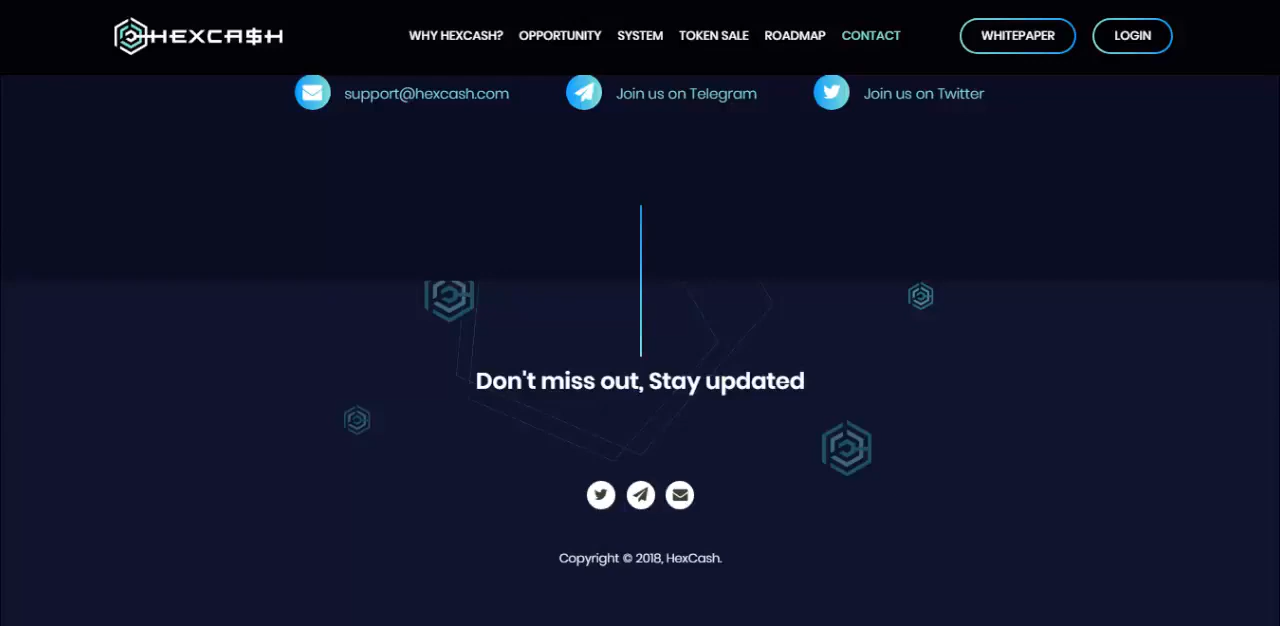 HEXCA$H WHY HEXCASH? OPPORTUNITY SYSTEM TOKEN SALE ROADMAP CONTACT WHITEPAPER LOGIN
support@hexcash.com Join us on Telegram Join us on Twitter
Don't miss out, Stay updated
Copyright © 2018, HexCash.